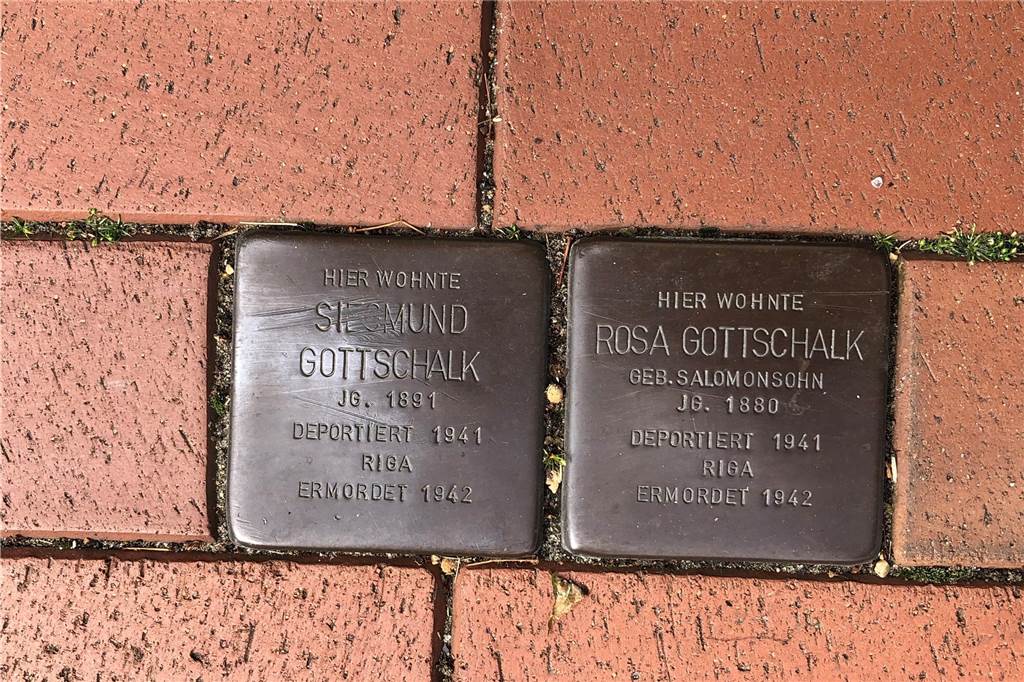 HIER WOHNTE
SIEGMUND
GOTTSCHALK
JG. 1891
DEPORTIERT 1941
RIGA
ERMORDET 1942
HIER WOHNTE
ROSA GOTTSCHALK
GEB. SALOMONSOHN
JG. 1880
DEPORTIERT 1941
RIGA
ERMORDET 1942